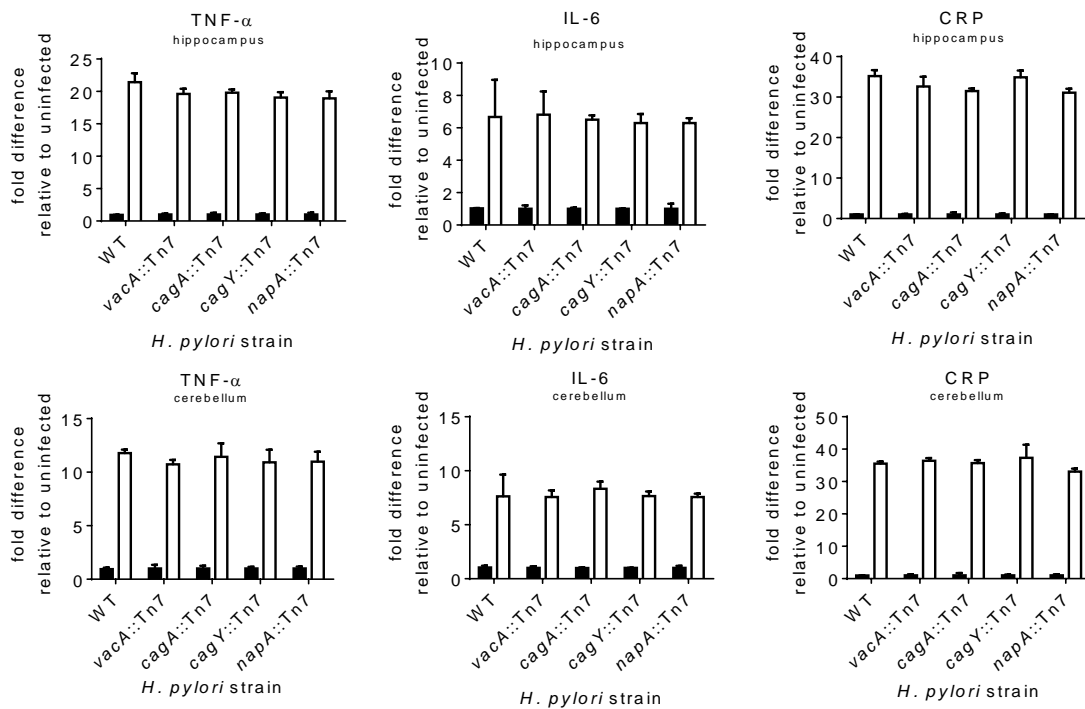 TNF-α
hippocampus
fold difference
relative to uninfected
25
20
15
10
5
0
WT
vacA::Tn7
cagA::Tn7
cagY::Tn7
napA::Tn7
H. pylori strain
IL-6
hippocampus
fold difference
relative to uninfected
10
8
6
4
2
0
WT
vacA::Tn7
cagA::Tn7
cagY::Tn7
napA::Tn7
H. pylori strain
CRP
hippocampus
fold difference
relative to uninfected
40
30
20
10
0
WT
vacA::Tn7
cagA::Tn7
cagY::Tn7
napA::Tn7
H. pylori strain
TNF-α
cerebellum
fold difference
relative to uninfected
15
10
5
0
WT
vacA::Tn7
cagA::Tn7
cagY::Tn7
napA::Tn7
H. pylori strain
IL-6
cerebellum
fold difference
relative to uninfected
15
10
5
0
WT
vacA::Tn7
cagA::Tn7
cagY::Tn7
napA::Tn7
H. pylori strain
CRP
cerebellum
fold difference
relative to uninfected
50
40
30
20
10
0
WT
vacA::Tn7
cagA::Tn7
cagY::Tn7
napA::Tn7
H. pylori strain